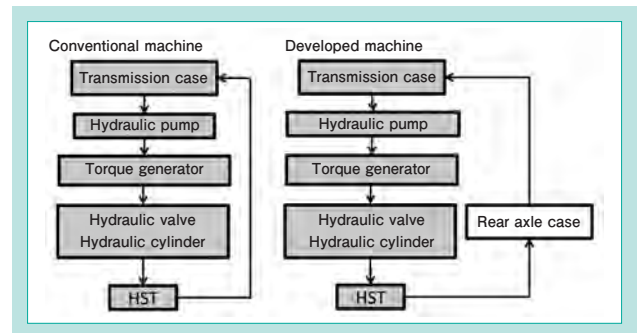 Conventional machine
Transmission case
Hydraulic pump
Torque generator
Hydraulic valve
Hydraulic cylinder
HST
Developed machine
Transmission case
Hydraulic pump
Torque generator
Hydraulic valve
Hydraulic cylinder
HST
Rear axle case